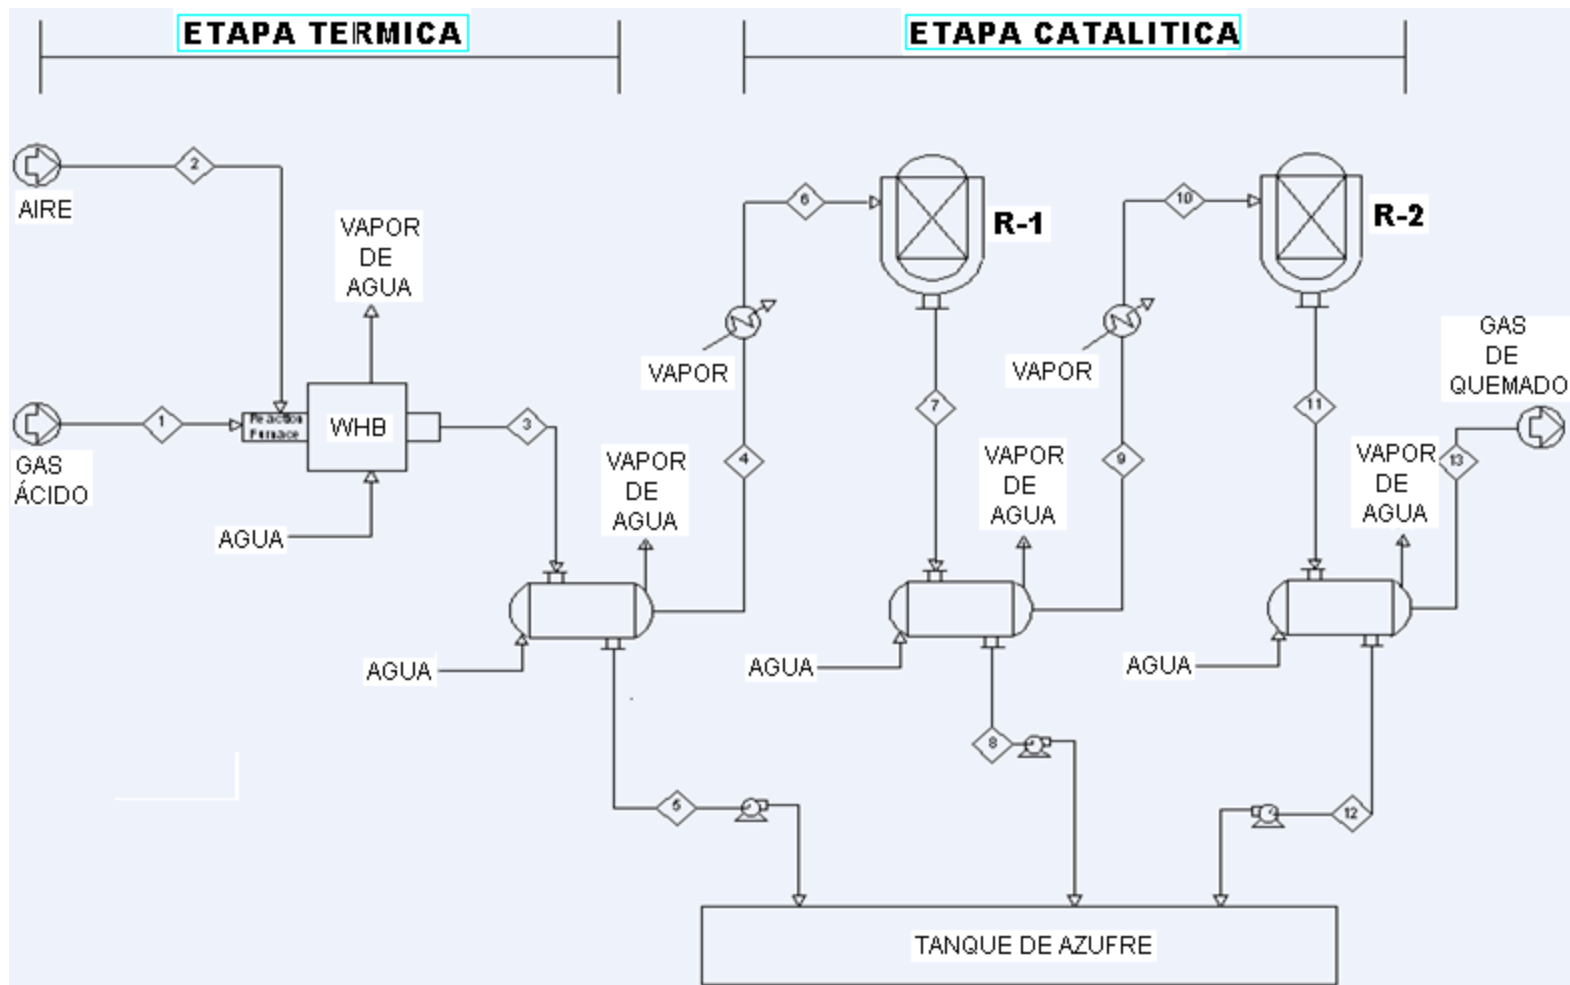 ETAPA TERMICA
ETAPA CATALITICA
2
AIRE
VAPOR
DE
AGUA
6
R-1
10
R-2
VAPOR
VAPOR
GAS
DE
QUEMADO
1
Reaction
Furnace
WHB
3
GAS
ÁCIDO
AGUA
VAPOR
DE
AGUA
4
7
VAPOR
DE
AGUA
9
11
VAPOR
DE
AGUA
13
AGUA
AGUA
AGUA
5
8
12
TANQUE DE AZUFRE